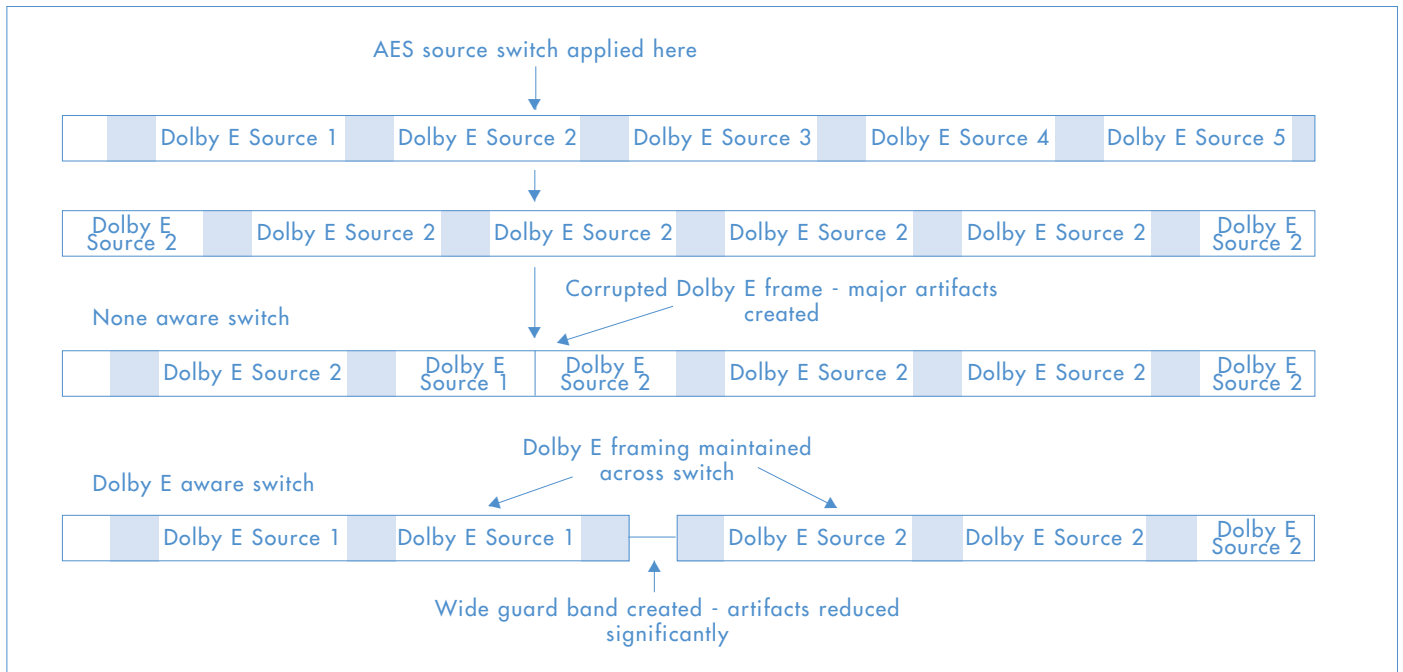 AES source switch applied here
Dolby E Source 1 Dolby E Source 2 Dolby E Source 3 Dolby E Source 4 Dolby E Source 5
Dolby E
Source 2
Dolby E Source 2 Dolby E Source 2 Dolby E Source 2 Dolby E Source 2
Dolby E
Source 2
Corrupted Dolby E frame - major artifacts
created
None aware switch
Dolby E Source 2
Dolby E
Source 1
Dolby E
Source 2
Dolby E Source 2 Dolby E Source 2
Dolby E
Source 2
Dolby E framing maintained
across switch
Dolby E aware switch
Dolby E Source 1 Dolby E Source 1 Dolby E Source 2 Dolby E Source 2
Dolby E
Source 2
Wide guard band created - artifacts reduced
significantly